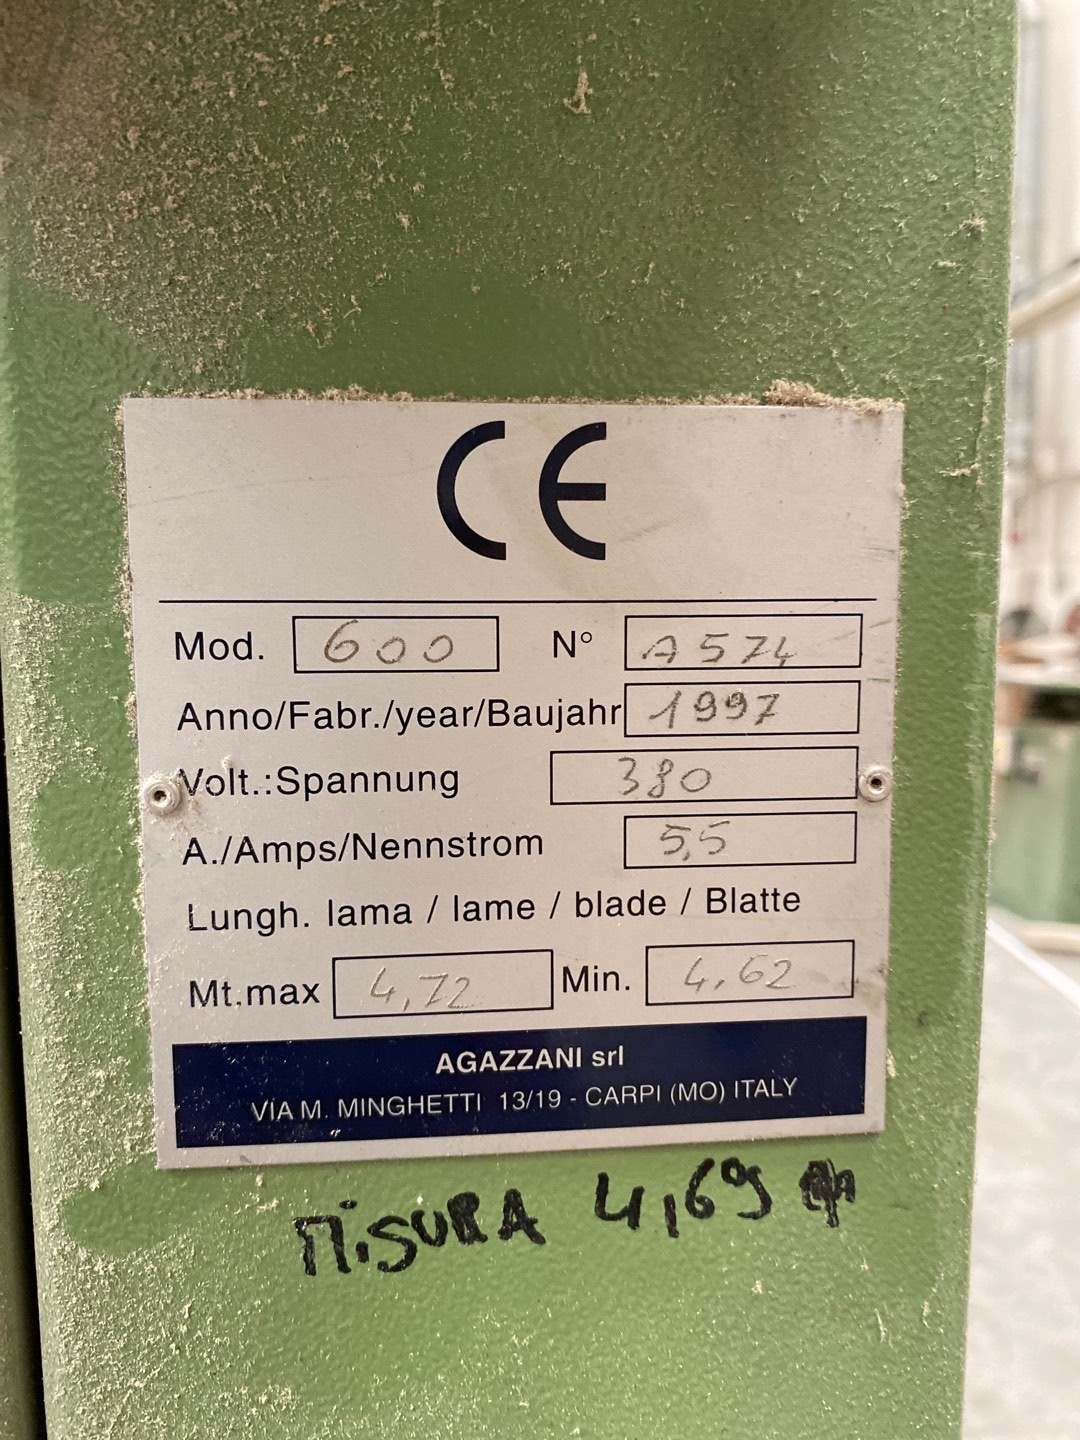 CE
Mod. 600 N° A574
Anno/Fabr./year/Baujahr 1997
Volt.:Spannung 380
A./Amps/Nennstrom 5,5
Lungh. lama / lame / blade / Blatte
Mt.max 4,72 Min. 4,62
AGAZZANI srl
VIA M. MINGHETTI 13/19 - CARPI (MO) ITALY
MiSURA 4,69